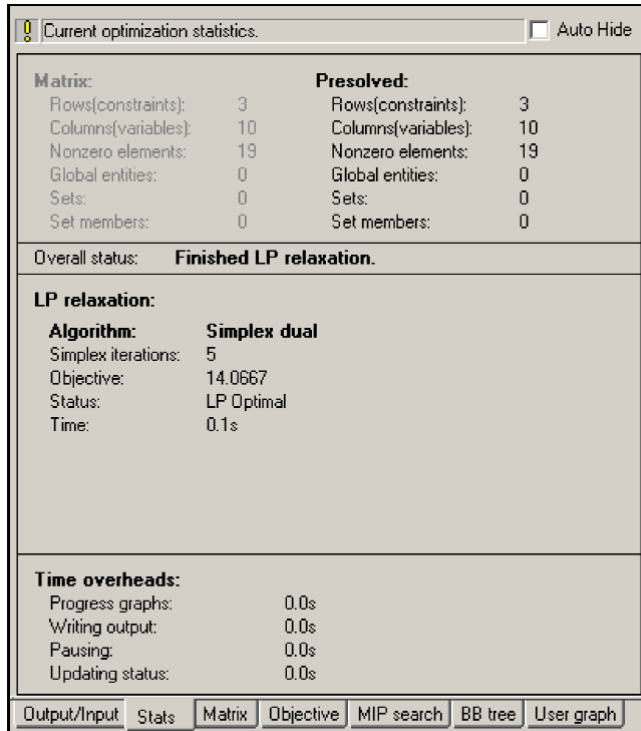 Current optimization statistics. Auto Hide
Matrix: Presolved:
Rows(constraints): 3 Rows(constraints): 3
Columns(variables): 10 Columns(variables): 10
Nonzero elements: 19 Nonzero elements: 19
Global entities: 0 Global entities: 0
Sets: 0 Sets: 0
Set members: 0 Set members: 0
Overall status: Finished LP relaxation.
LP relaxation:
Algorithm: Simplex dual
Simplex iterations: 5
Objective: 14.0667
Status: LP Optimal
Time: 0.1s
Time overheads:
Progress graphs: 0.0s
Writing output: 0.0s
Pausing: 0.0s
Updating status: 0.0s
Output/Input Stats Matrix Objective MIP search BB tree User graph